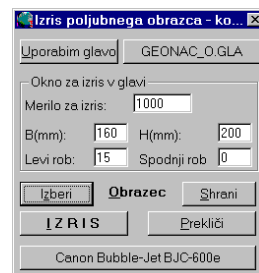 Izris poljubnega obrazca - ko...
Uporabim glavo GEONAC_O.GLA
Okno za izris v glavi
Merilo za izris: 1000
B(mm): 160 H(mm): 200
Levi rob: 15 Spodnji rob 0
Izberi Obrazec Shrani
IZRIS Prekliči
Canon Bubble-Jet BJC-600e